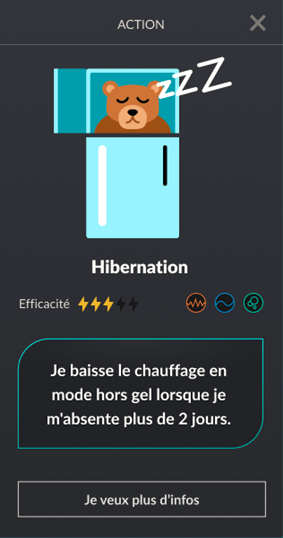 ACTION
zZZ
Hibernation
Efficacité
Je baisse le chauffage en
mode hors gel lorsque je
m'absente plus de 2 jours.
Je veux plus d'infos